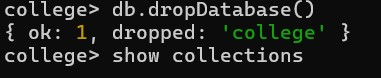 college> db.dropDatabase()
{ ok: 1, dropped: 'college' }
college> show collections